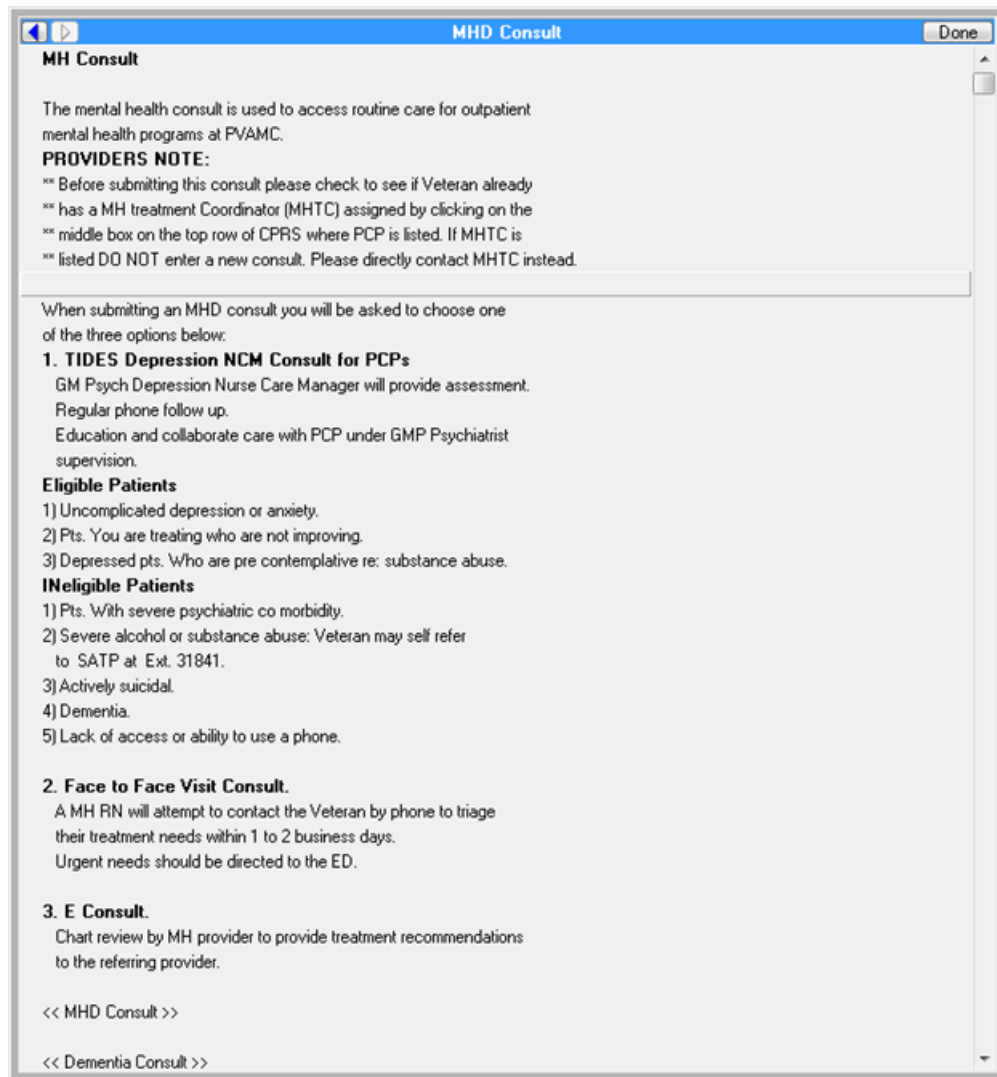 MHD Consult
Done
MH Consult
The mental health consult is used to access routine care for outpatient
mental health programs at PVAMC.
PROVIDERS NOTE:
** Before submitting this consult please check to see if Veteran already
** has a MH treatment Coordinator (MHTC) assigned by clicking on the
** middle box on the top row of CPRS where PCP is listed. If MHTC is
** listed DO NOT enter a new consult. Please directly contact MHTC instead.
When submitting an MHD consult you will be asked to choose one
of the three options below:
1. TIDES Depression NCM Consult for PCPs
GM Psych Depression Nurse Care Manager will provide assessment.
Regular phone follow up.
Education and collaborate care with PCP under GMP Psychiatrist
supervision.
Eligible Patients
1) Uncomplicated depression or anxiety.
2) Pts. You are treating who are not improving.
3) Depressed pts. Who are pre contemplative re: substance abuse.
INeligible Patients
1) Pts. With severe psychiatric co morbidity.
2) Severe alcohol or substance abuse: Veteran may self refer
to SATP at Ext. 31841.
3) Actively suicidal.
4) Dementia.
5) Lack of access or ability to use a phone.
2. Face to Face Visit Consult.
A MH RN will attempt to contact the Veteran by phone to triage
their treatment needs within 1 to 2 business days.
Urgent needs should be directed to the ED.
3. E Consult.
Chart review by MH provider to provide treatment recommendations
to the referring provider.
<< MHD Consult >>
<< Dementia Consult >>